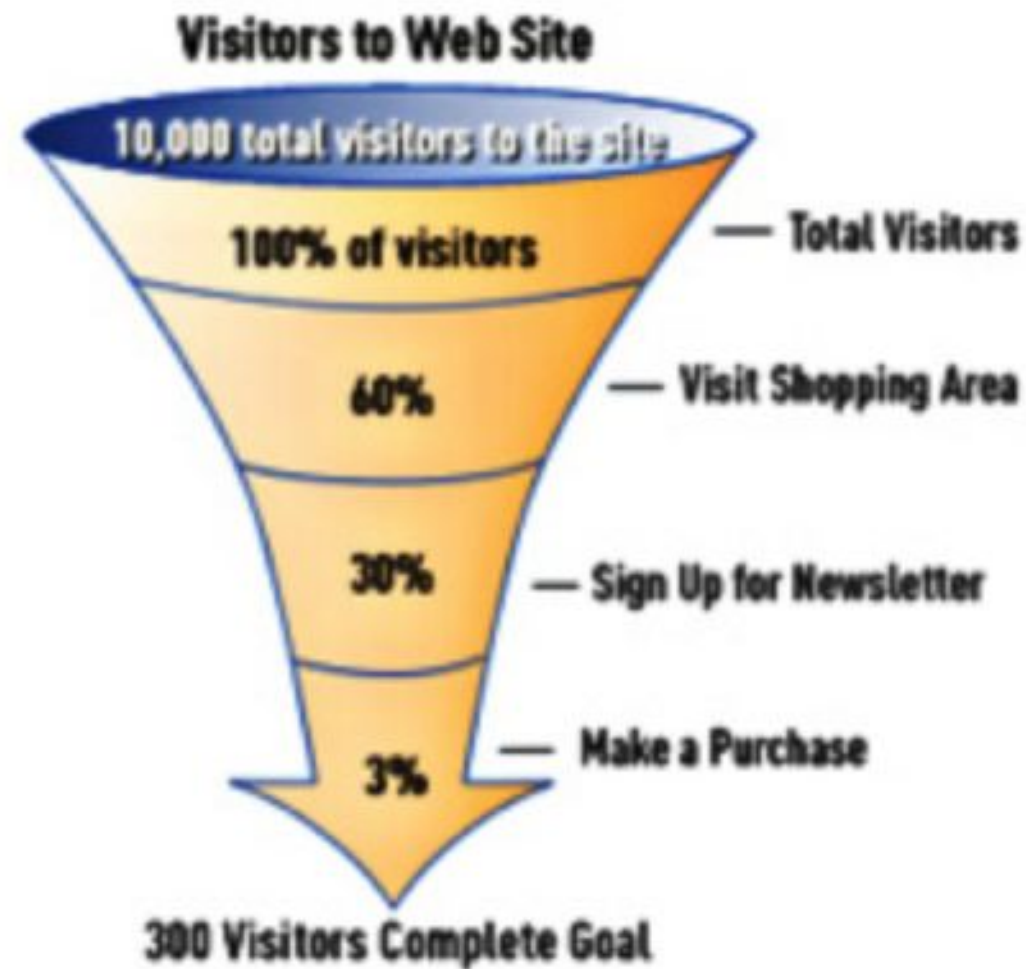 Visitors to Web Site
10,000 total visitors to the site
100% of visitors
Total Visitors
60%
Visit Shopping Area
30%
Sign Up for Newsletter
3%
Make a Purchase
300 Visitors Complete Goal